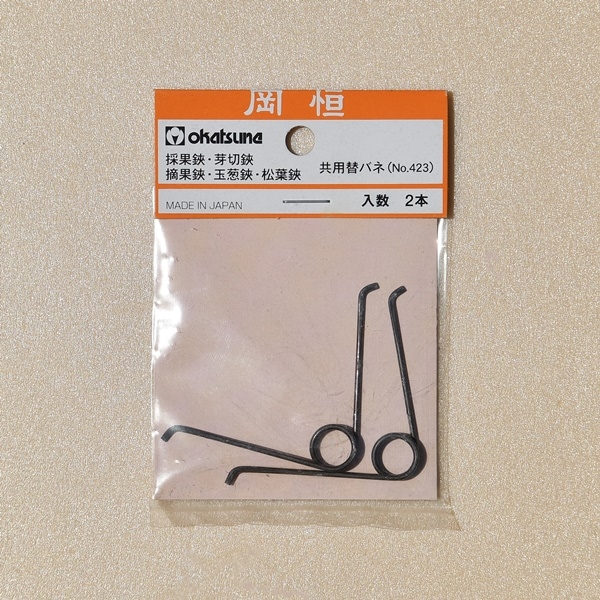 岡恒
okatsune
採果鋏・芽切鋏
摘果鋏・玉葱鋏・松葉鋏
共用替バネ(No.423)
MADE IN JAPAN
入数 2本